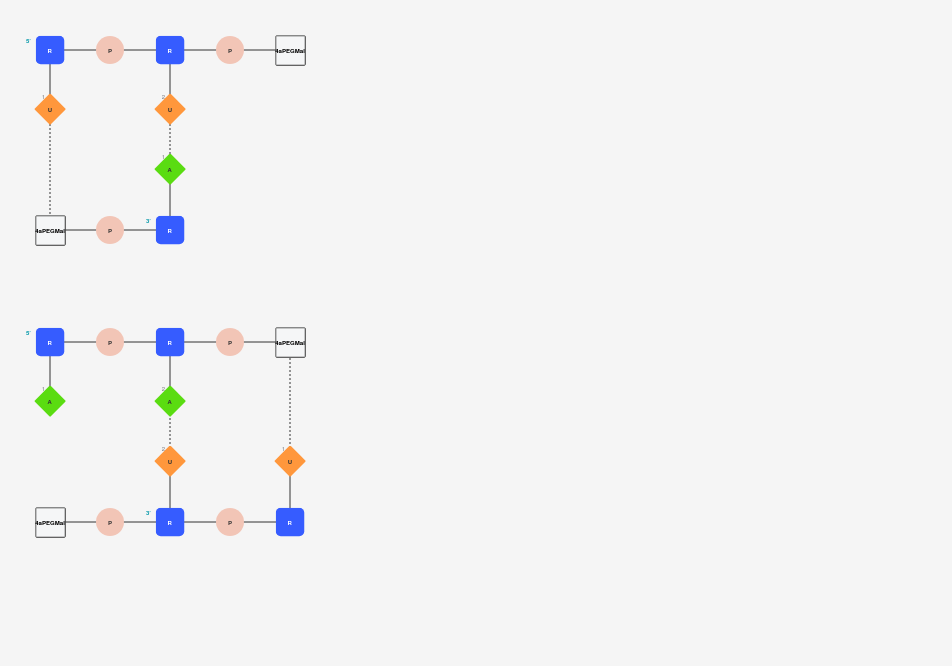 5'
R P R P 4aPEGMal
1 2
U U
1
A
3'
4aPEGMal P R
5'
R P R P 4aPEGMal
1 2
A A
2 1
U U
3'
4aPEGMal P R P R